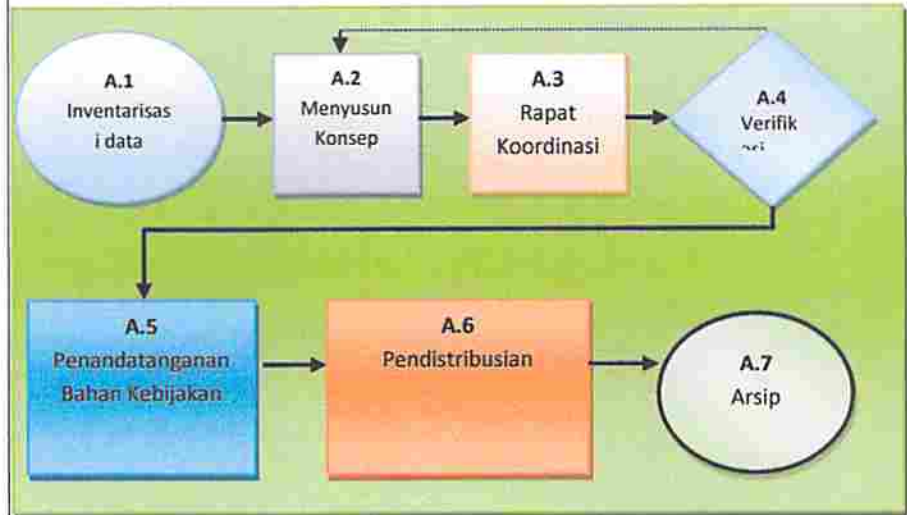 A.1
Inventarisas
i data
A.2
Menyusun
Konsep
A.3
Rapat
Koordinasi
A.4
Verifik
asi
A.5
Penandatanganan
Bahan Kebijakan
A.6
Pendistribusian
A.7
Arsip